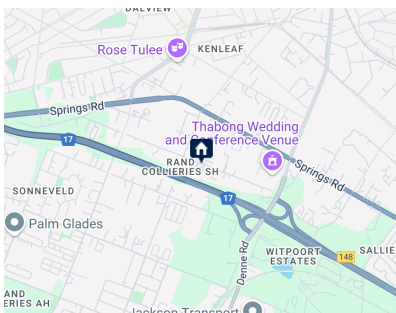 DALVIEW
Rose Tulee
KENLEAF
Springs Rd
Thabong Wedding
and Conference Venue
17
RAND
COLLIERIES SH
Springs Rd
SONNEVELD
17
Palm Glades
Denne Rd
WITPOORT
ESTATES
SALLIE
148
AND
ERIES AH
Jackson Transport